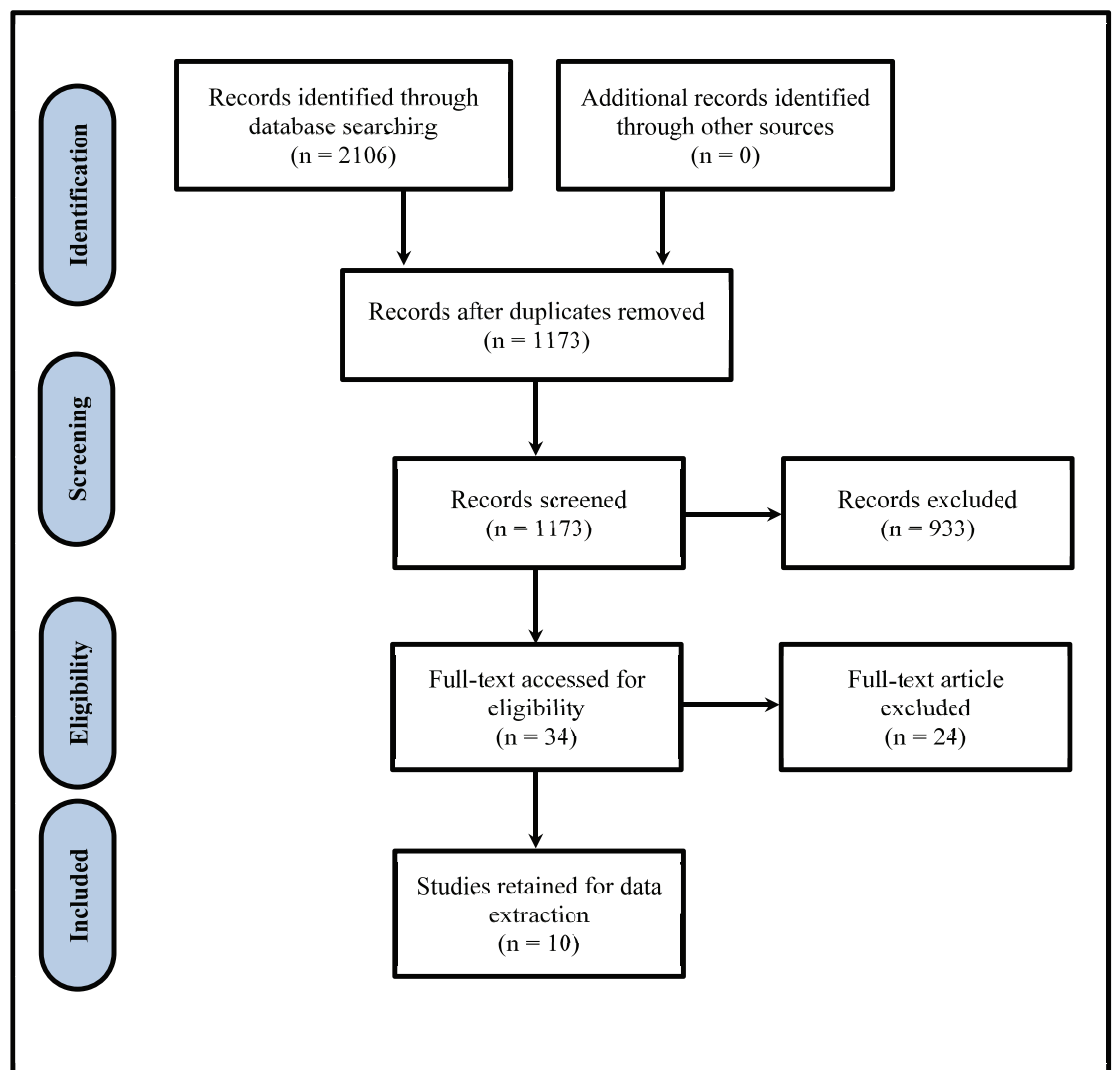 Identification
Records identified through
database searching
(n = 2106)
Additional records identified
through other sources
(n = 0)
Records after duplicates removed
(n = 1173)
Screening
Records screened
(n = 1173)
Records excluded
(n = 933)
Eligibility
Full-text accessed for
eligibility
(n = 34)
Full-text article
excluded
(n = 24)
Included
Studies retained for data
extraction
(n = 10)